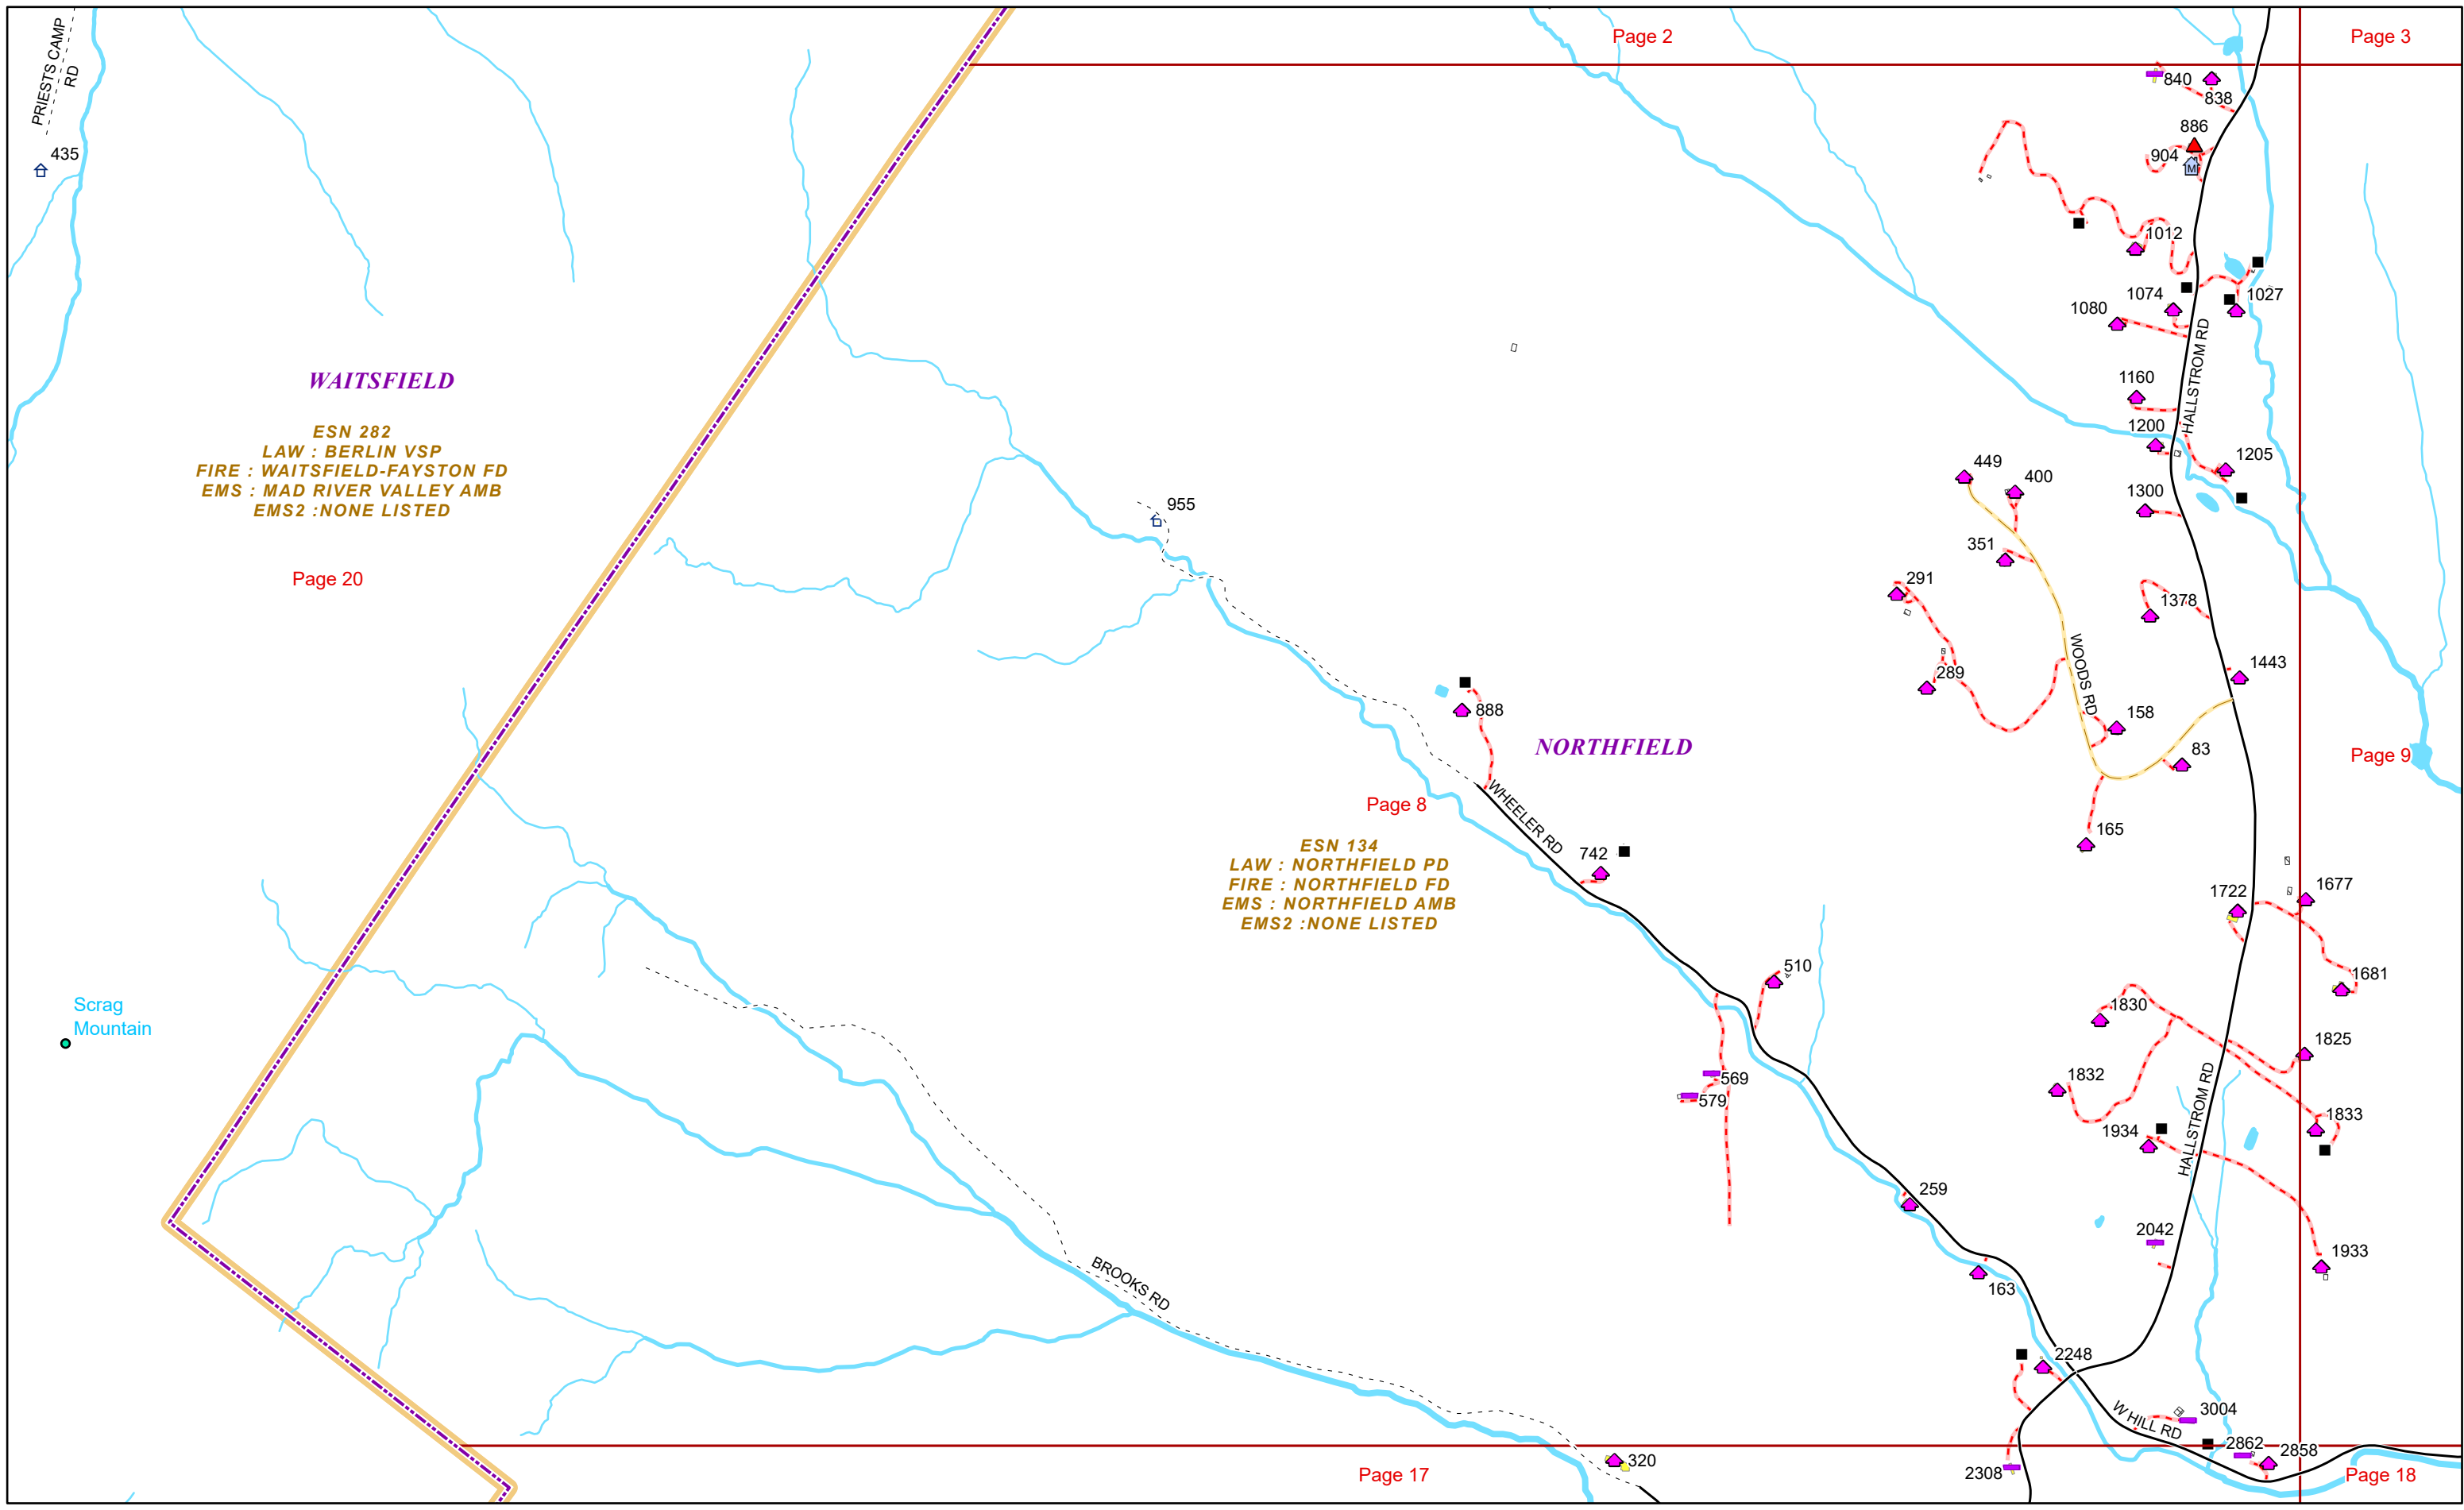 PRIESTS CAMP
RD
Page 2
Page 3
840
838
886
904
M
435
1012
1074
1027
1080
HALLSTROM RD
WAITSFIELD
1160
ESN 282
LAW : BERLIN VSP
FIRE : WAITSFIELD-FAYSTON FD
EMS : MAD RIVER VALLEY AMB
EMS2 :NONE LISTED
1200
1205
449
400
1300
955
351
Page 20
291
1378
WOODS RD
289
1443
888
158
NORTHFIELD
83
Page 9
Page 8
WHEELER RD
165
742
ESN 134
LAW : NORTHFIELD PD
FIRE : NORTHFIELD FD
EMS : NORTHFIELD AMB
EMS2 :NONE LISTED
1677
1722
510
1681
Scrag
Mountain
1830
1825
569
1832
579
HALLSTROM RD
1833
1934
259
2042
1933
BROOKS RD
163
2248
W HILL RD
3004
2862
2858
320
2308
Page 17
Page 18